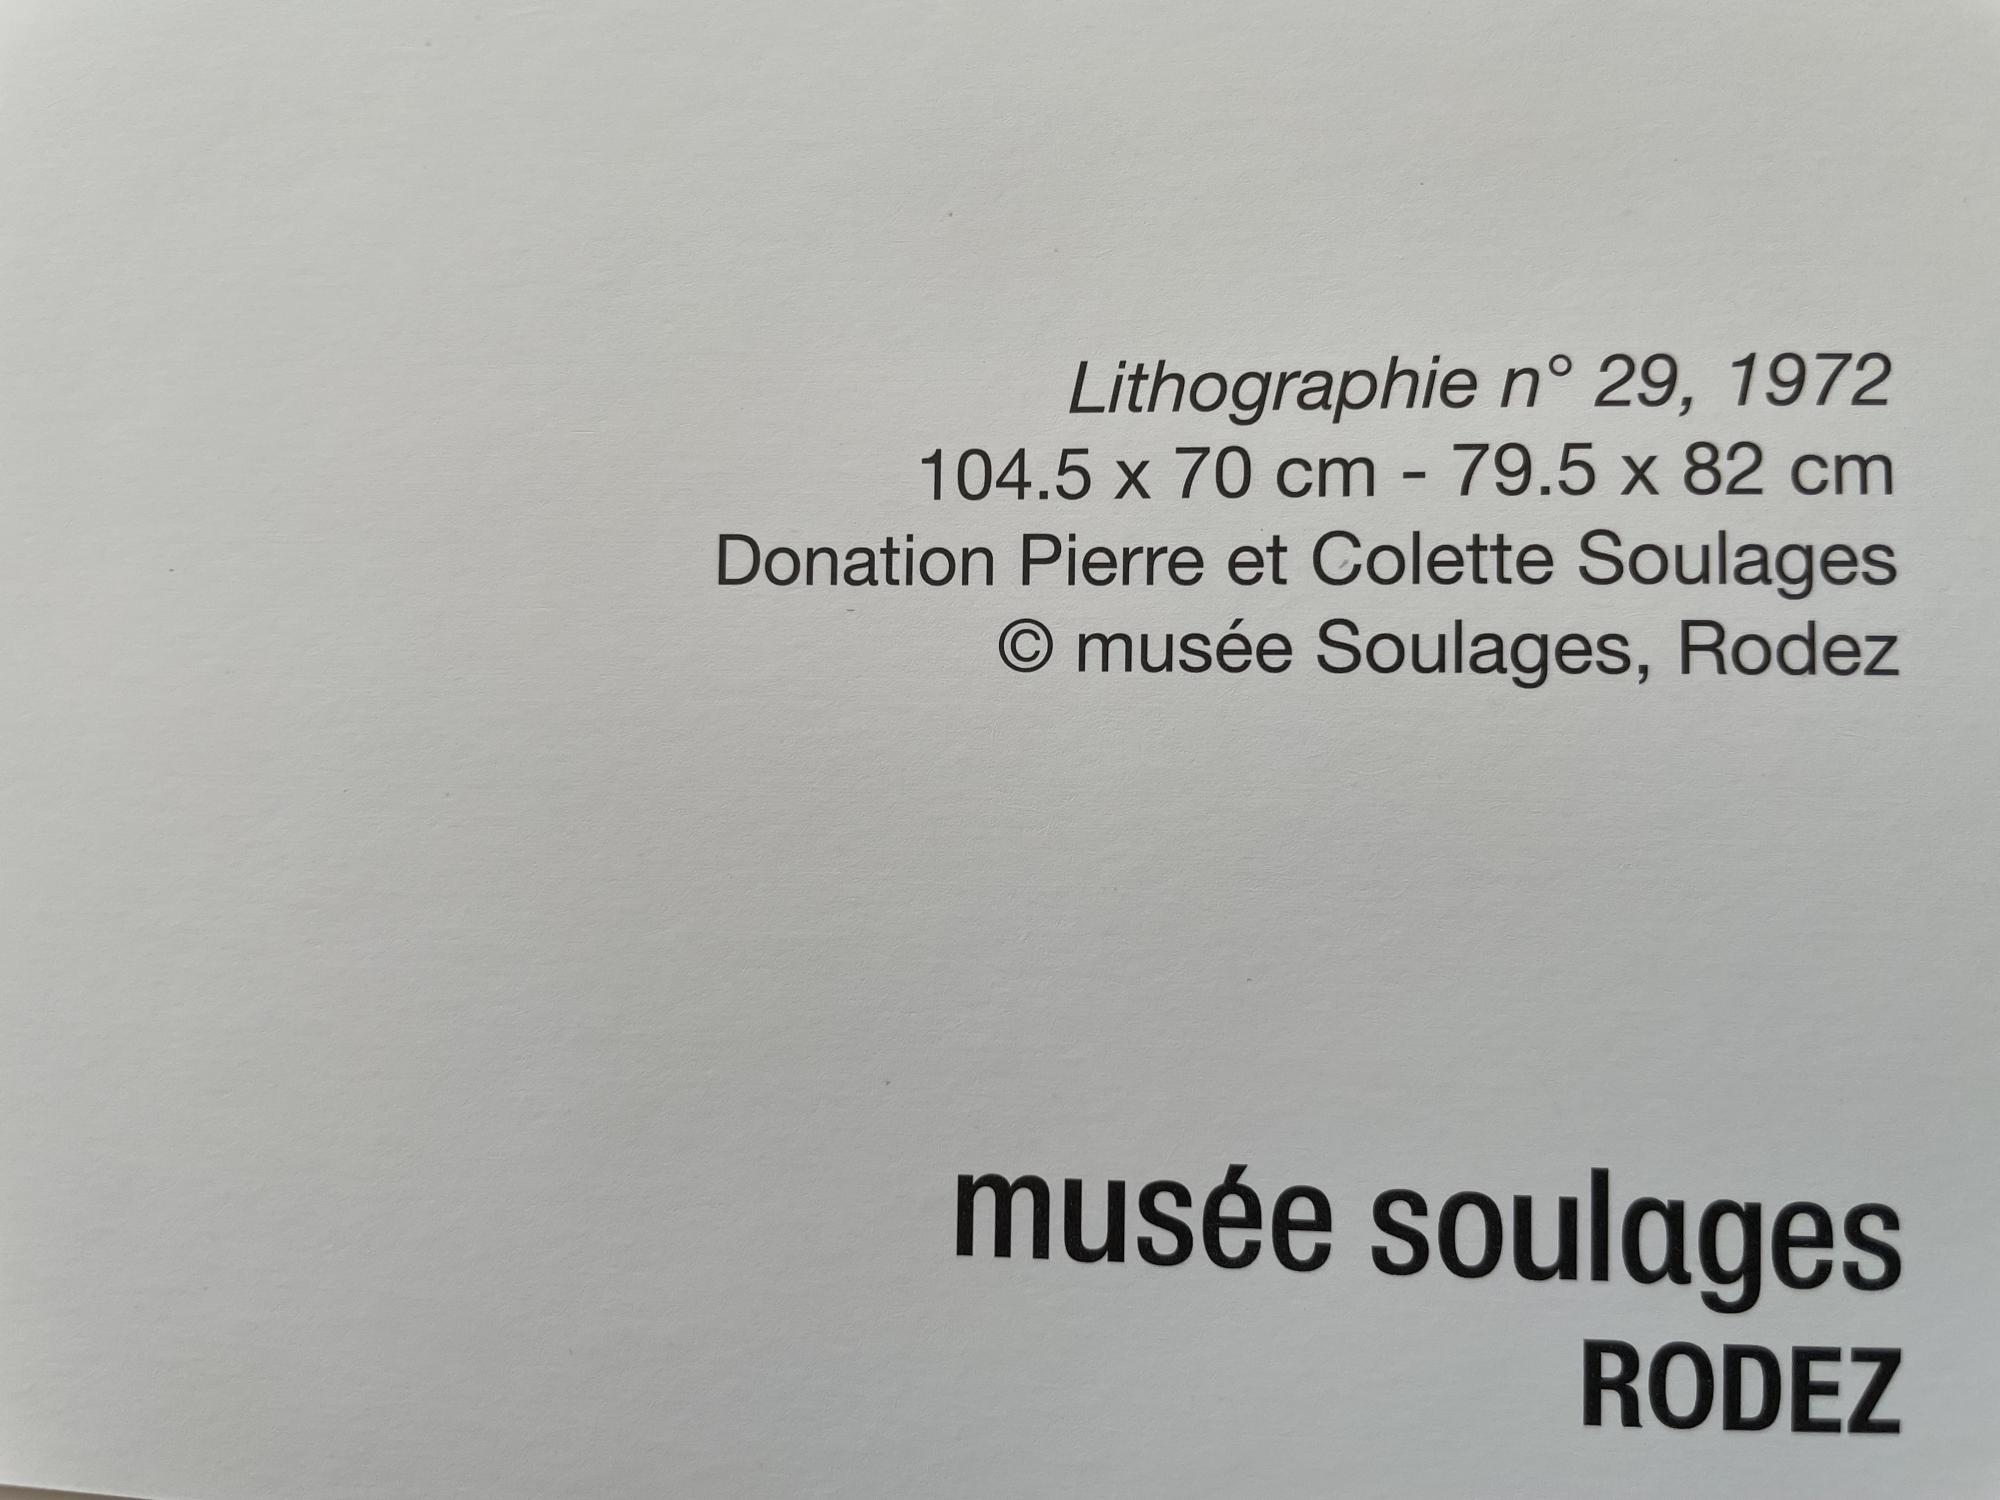 Lithographie n° 29, 1972
104.5 x 70 cm - 79.5 x 82 cm
Donation Pierre et Colette Soulages
© musée Soulages, Rodez
musée soulages
RODEZ